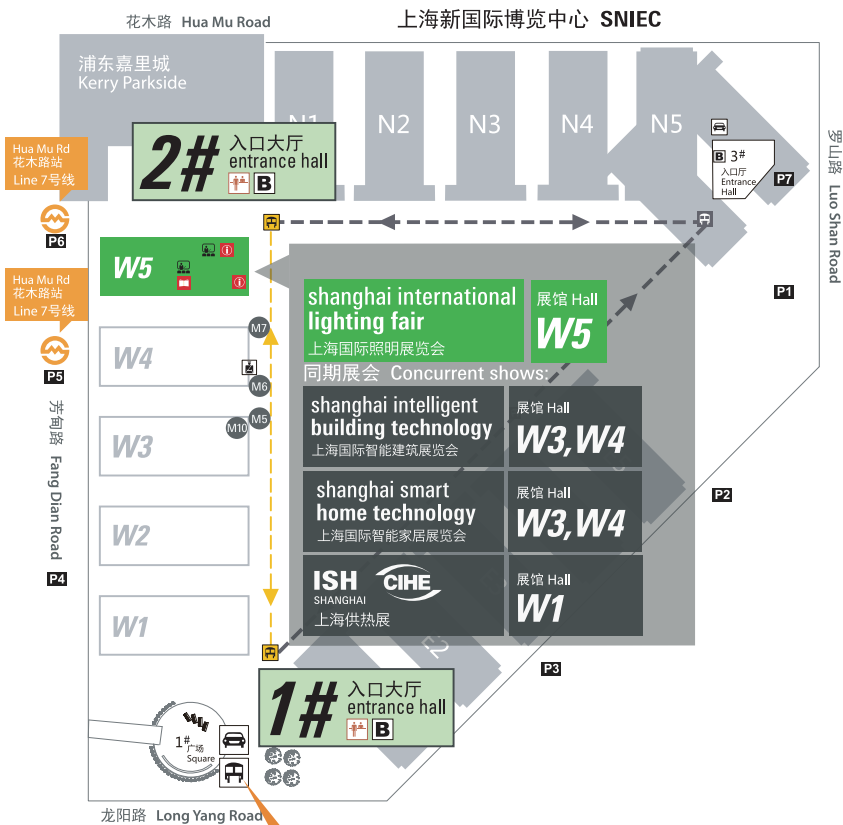 花木路 Hua Mu Road
上海新国际博览中心 SNIEC
浦东嘉里城
Kerry Parkside
N1
N2
N3
N4
N5
2#
入口大厅
entrance hall
B
Hua Mu Rd
花木路站
Line 7号线
P6
B 3#
入口厅
Entrance
Hall
P7
罗山路 Luo Shan Road
W5
Hua Mu Rd
花木路站
Line 7号线
P5
P1
shanghai international
lighting fair
上海国际照明展览会
展馆 Hall
W5
M7
W4
M6
同期展会 Concurrent shows:
shanghai intelligent
building technology
上海国际智能建筑展览会
展馆 Hall
W3,W4
M5
M10
W3
芳甸路 Fang Dian Road
shanghai smart
home technology
上海国际智能家居展览会
展馆 Hall
W3,W4
P2
W2
P4
ISH
SHANGHAI
CIHE
上海供热展
展馆 Hall
W1
W1
E2
P3
1#
入口大厅
entrance hall
B
1#广场
Square
龙阳路 Long Yang Road